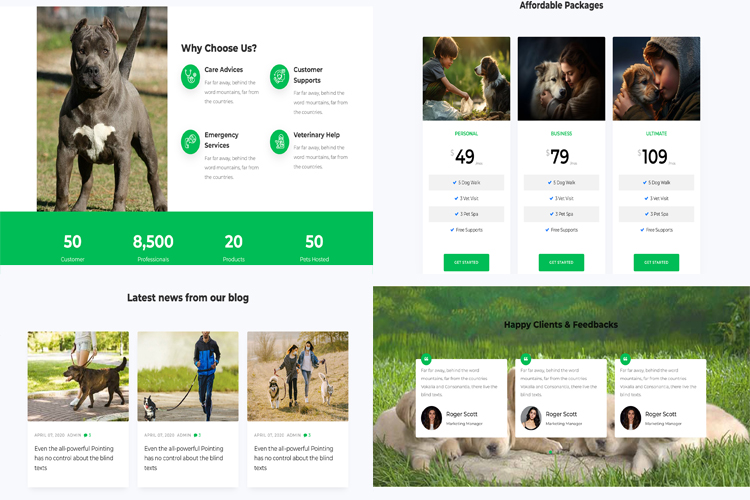 Why Choose Us?
Care Advices
Far far away, behind the
word mountains, far from
the countries.
Customer
Supports
Far far away, behind the
word mountains, far from
the countries.
Emergency
Services
Far far away, behind the
word mountains, far from
the countries.
Veterinary Help
Far far away, behind the
word mountains, far from
the countries.
50
Customer
8,500
Professionals
20
Products
50
Pets Hosted
Latest news from our blog
APRIL 07, 2020 ADMIN 3
Even the all-powerful Pointing
has no control about the blind
texts
APRIL 07, 2020 ADMIN 3
Even the all-powerful Pointing
has no control about the blind
texts
APRIL 07, 2020 ADMIN 3
Even the all-powerful Pointing
has no control about the blind
texts
Affordable Packages
PERSONAL
$49
5 Dog Walk
3 Vet Visit
3 Pet Spa
Free Supports
GET STARTED
BUSINESS
$79
5 Dog Walk
3 Vet Visit
3 Pet Spa
Free Supports
GET STARTED
ULTIMATE
$109
5 Dog Walk
3 Vet Visit
3 Pet Spa
Free Supports
GET STARTED
Happy Clients & Feedbacks
Far far away, behind the word
mountains, far from the countries
Vokalia and Consonantia, there live the
blind texts.
Roger Scott
Marketing Manager
Far far away, behind the word
mountains, far from the countries
Vokalia and Consonantia, there live the
blind texts.
Roger Scott
Marketing Manager
Far far away, behind the word
mountains, far from the countries
Vokalia and Consonantia, there live the
blind texts.
Roger Scott
Marketing Manager